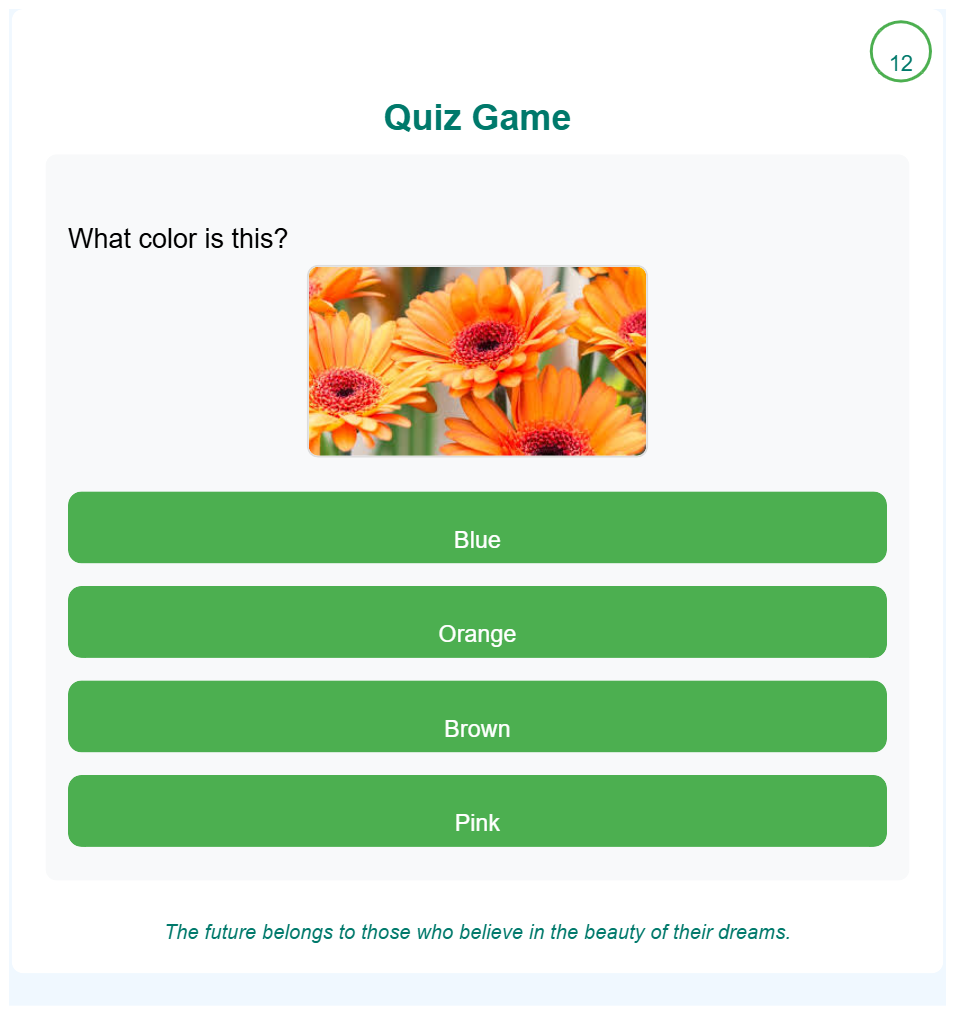 12
Quiz Game
What color is this?
Blue
Orange
Brown
Pink
The future belongs to those who believe in the beauty of their dreams.